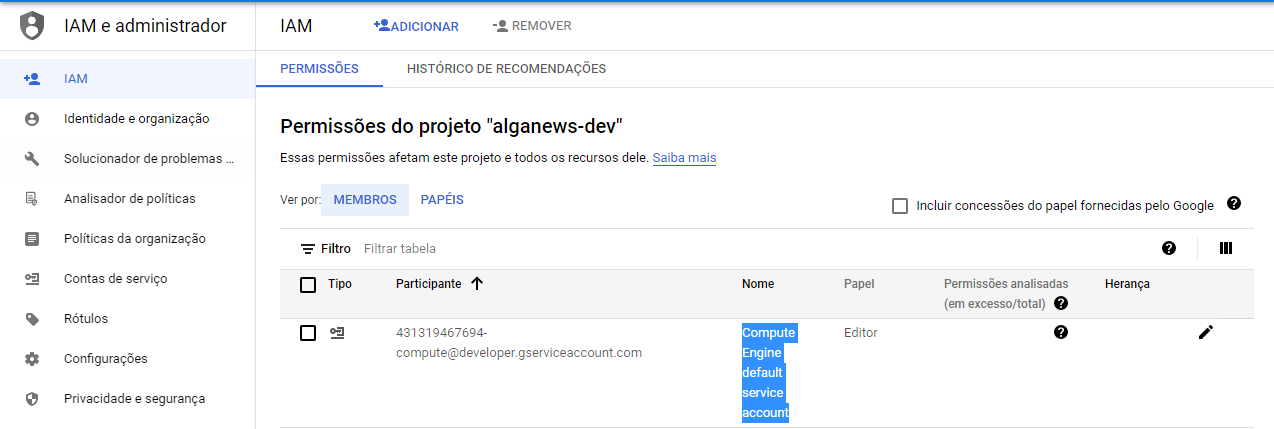 IAM e administrador
IAM
ADICIONAR
REMOVER
IAM
Identidade e organização
Solucionador de problemas ...
Analisador de políticas
Políticas da organização
Contas de serviço
Rótulos
Configurações
Privacidade e segurança
PERMISSÕES
HISTÓRICO DE RECOMENDAÇÕES
Permissões do projeto "alganews-dev"
Essas permissões afetam este projeto e todos os recursos dele. Saiba mais
Ver por: MEMBROS PAPÉIS
Incluir concessões do papel fornecidas pelo Google
Filtro Filtrar tabela
Tipo
Participante
Nome
Papel
Permissões analisadas
(em excesso/total)
Herança
431319467694-
compute@developer.gserviceaccount.com
Compute
Engine
default
service
account
Editor